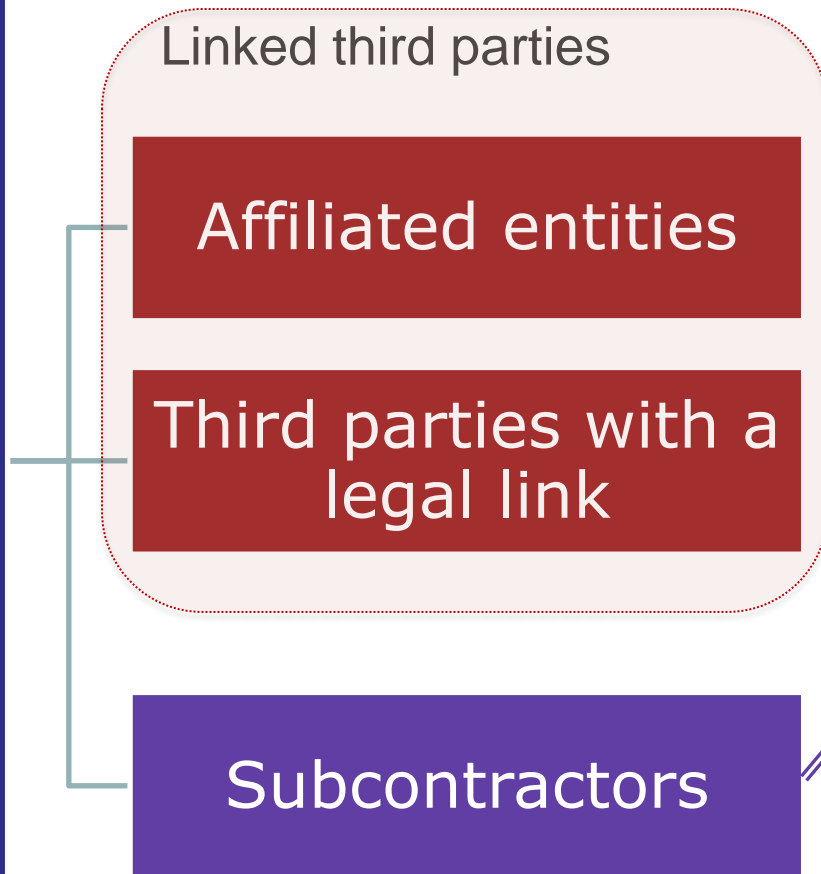 Linked third parties
Affiliated entities
Third parties with a
legal link
Subcontractors